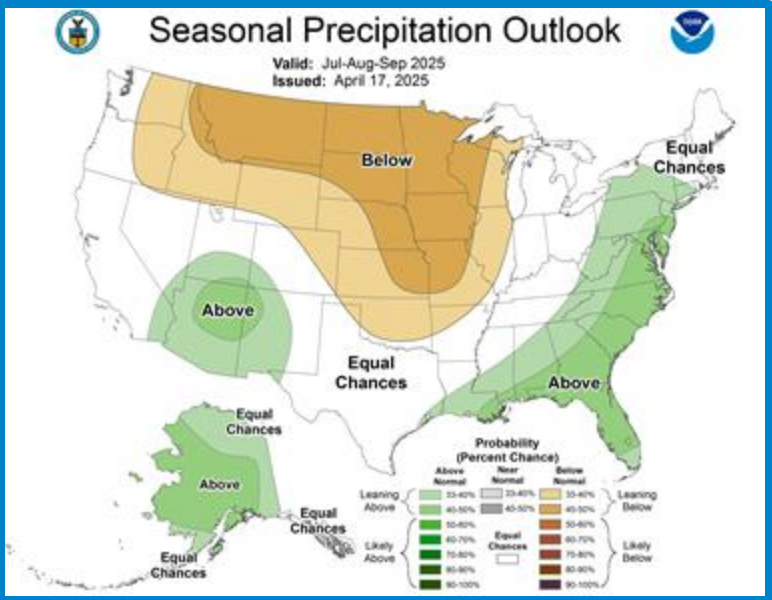 Seasonal Precipitation Outlook
noaa
Valid: Jul-Aug-Sep 2025
Issued: April 17, 2025
Equal
Chances
Below
Above
Equal
Chances
Above
Equal
Chances
Above
Equal
Chances
Equal
Chances
Probability
(Percent Chance)
Above
Normal
Near
Normal
Below
Normal
Leaning
Above
33-40%
33-40%
33-40%
Leaning
Below
40-50%
40-50%
40-50%
50-60%
50-60%
Likely
Above
60-70%
Equal
Chances
60-70%
Likely
Below
70-80%
70-80%
80-90%
80-90%
90-100%
90-100%